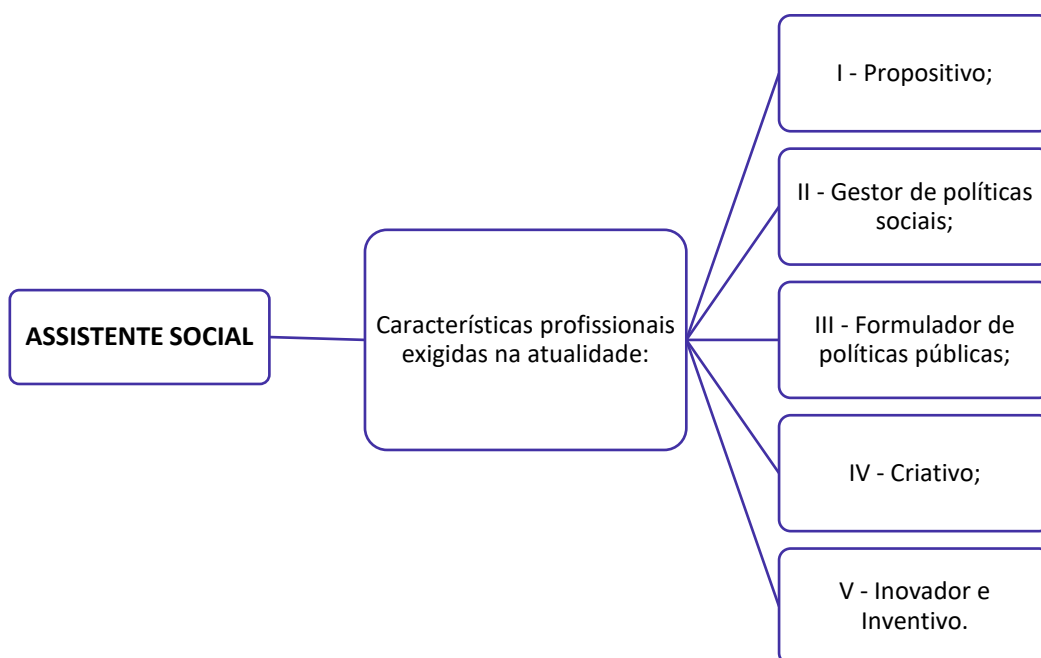 ASSISTENTE SOCIAL
Características profissionais
exigidas na atualidade:
I - Propositivo;
II - Gestor de políticas
sociais;
III - Formulador de
políticas públicas;
IV - Criativo;
V - Inovador e
Inventivo.